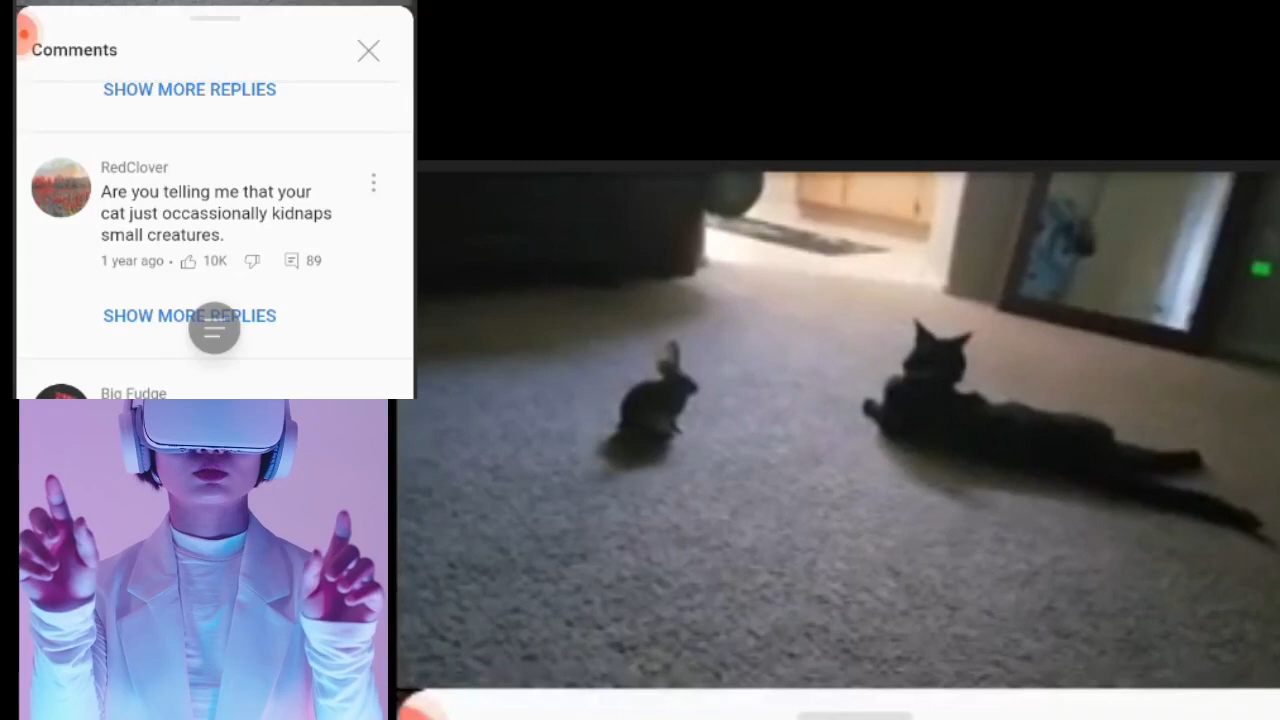 Comments
SHOW MORE REPLIES
RedClover
Are you telling me that your
cat just occassionally kidnaps
small creatures.
1 year ago • 10K 89
SHOW MORE REPLIES
Big Fudge